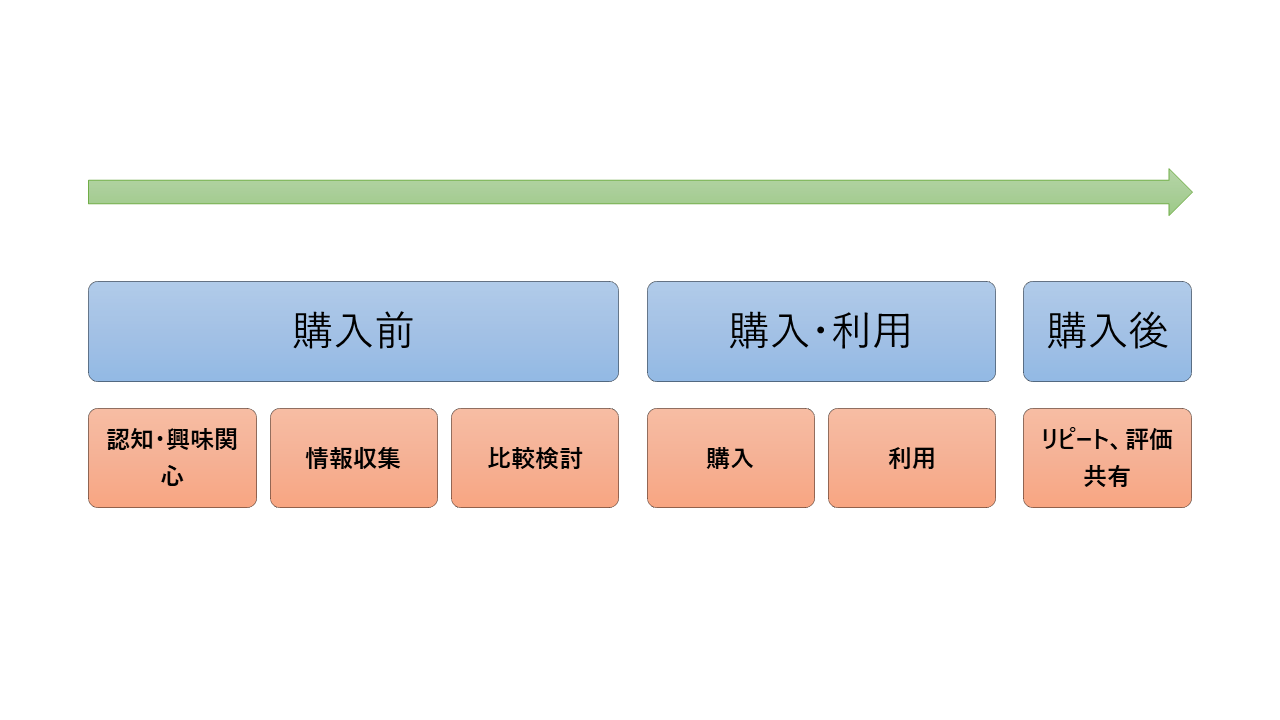 購入前
購入・利用
購入後
認知・興味関
心
情報収集
比較検討
購入
利用
リピート、評価
共有